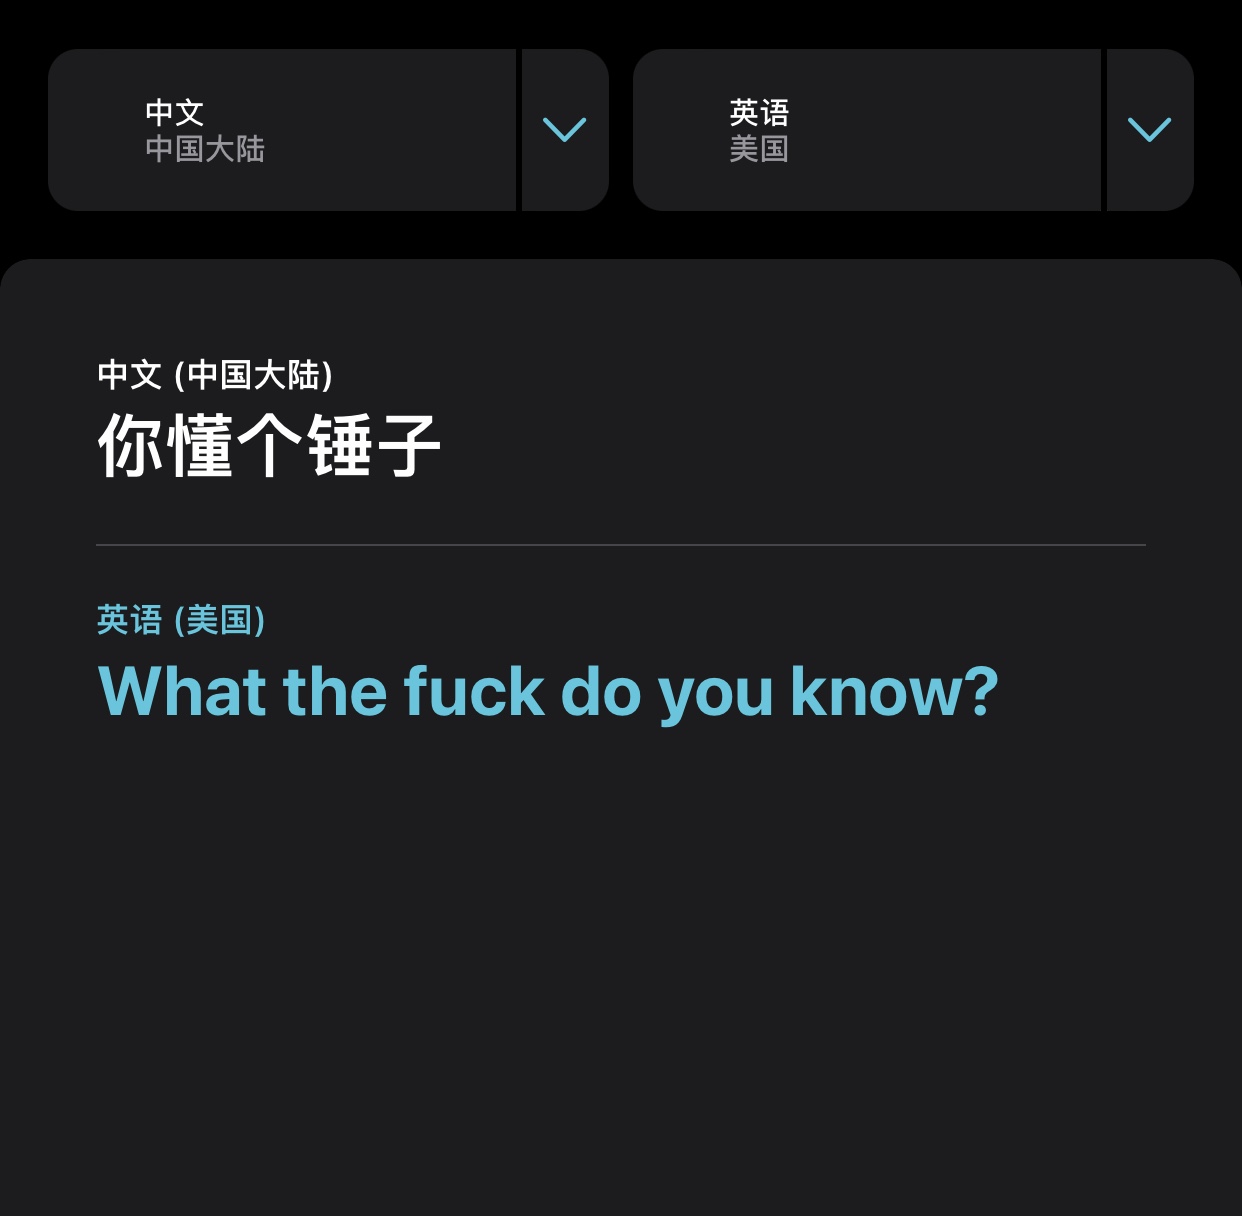 中文
中国大陆
英语
美国
中文 (中国大陆)
你懂个锤子
英语 (美国)
What the fuck do you know?